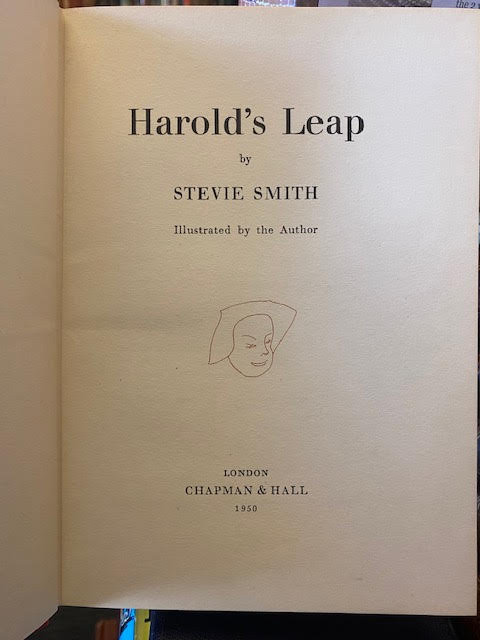 Harold's Leap
by
STEVIE SMITH
Illustrated by the Author
LONDON
CHAPMAN & HALL
1950